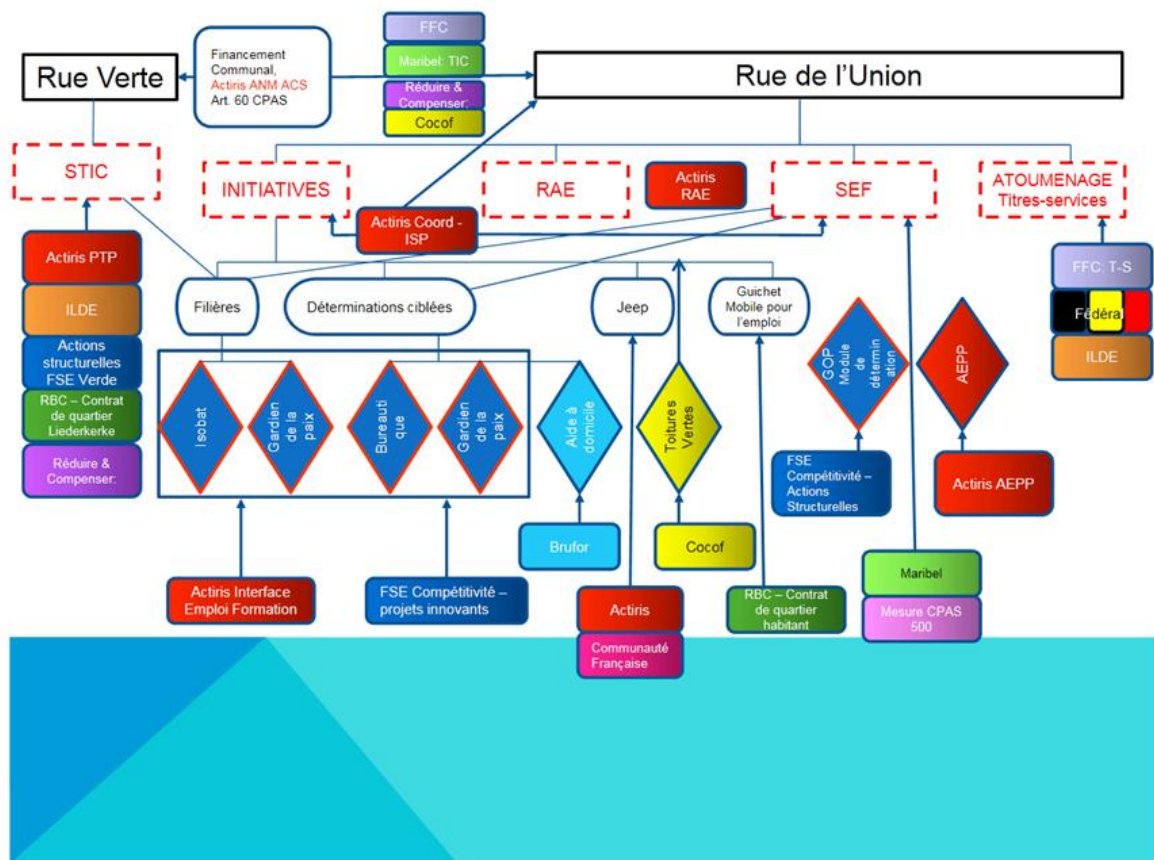 Rue Verte
Financement
Communal,
Actiris ANM ACS
Art. 60 CPAS
FFC
Maribel: TIC
Réduire &
Compenser:
Cocof
Rue de l'Union
STIC
INITIATIVES
RAE
Actiris
RAE
SEF
ATOUMENAGE
Titres-services
Actiris Coord -
ISP
Actiris PTP
ILDE
Actions
structurelles
FSE Verde
RBC – Contrat
de quartier
Liederkerke
Réduire &
Compenser:
Filières
Déterminations ciblées
Jeep
Guichet
Mobile pour
l'emploi
FFC: T-S
Fédéral
ILDE
Isobat
Gardien
de la
paix
Bureauti
que
Gardien
de la
paix
Aide à
domicile
Toitures
Vertes
GOP
Module
de
détermin
ation
AEPP
FSE
Compétitivité –
Actions
Structurelles
Actiris AEPP
Brufor
Cocof
Actiris Interface
Emploi Formation
FSE Compétitivité –
projets innovants
Actiris
Communauté
Française
RBC – Contrat
de quartier
habitant
Maribel
Mesure CPAS
500